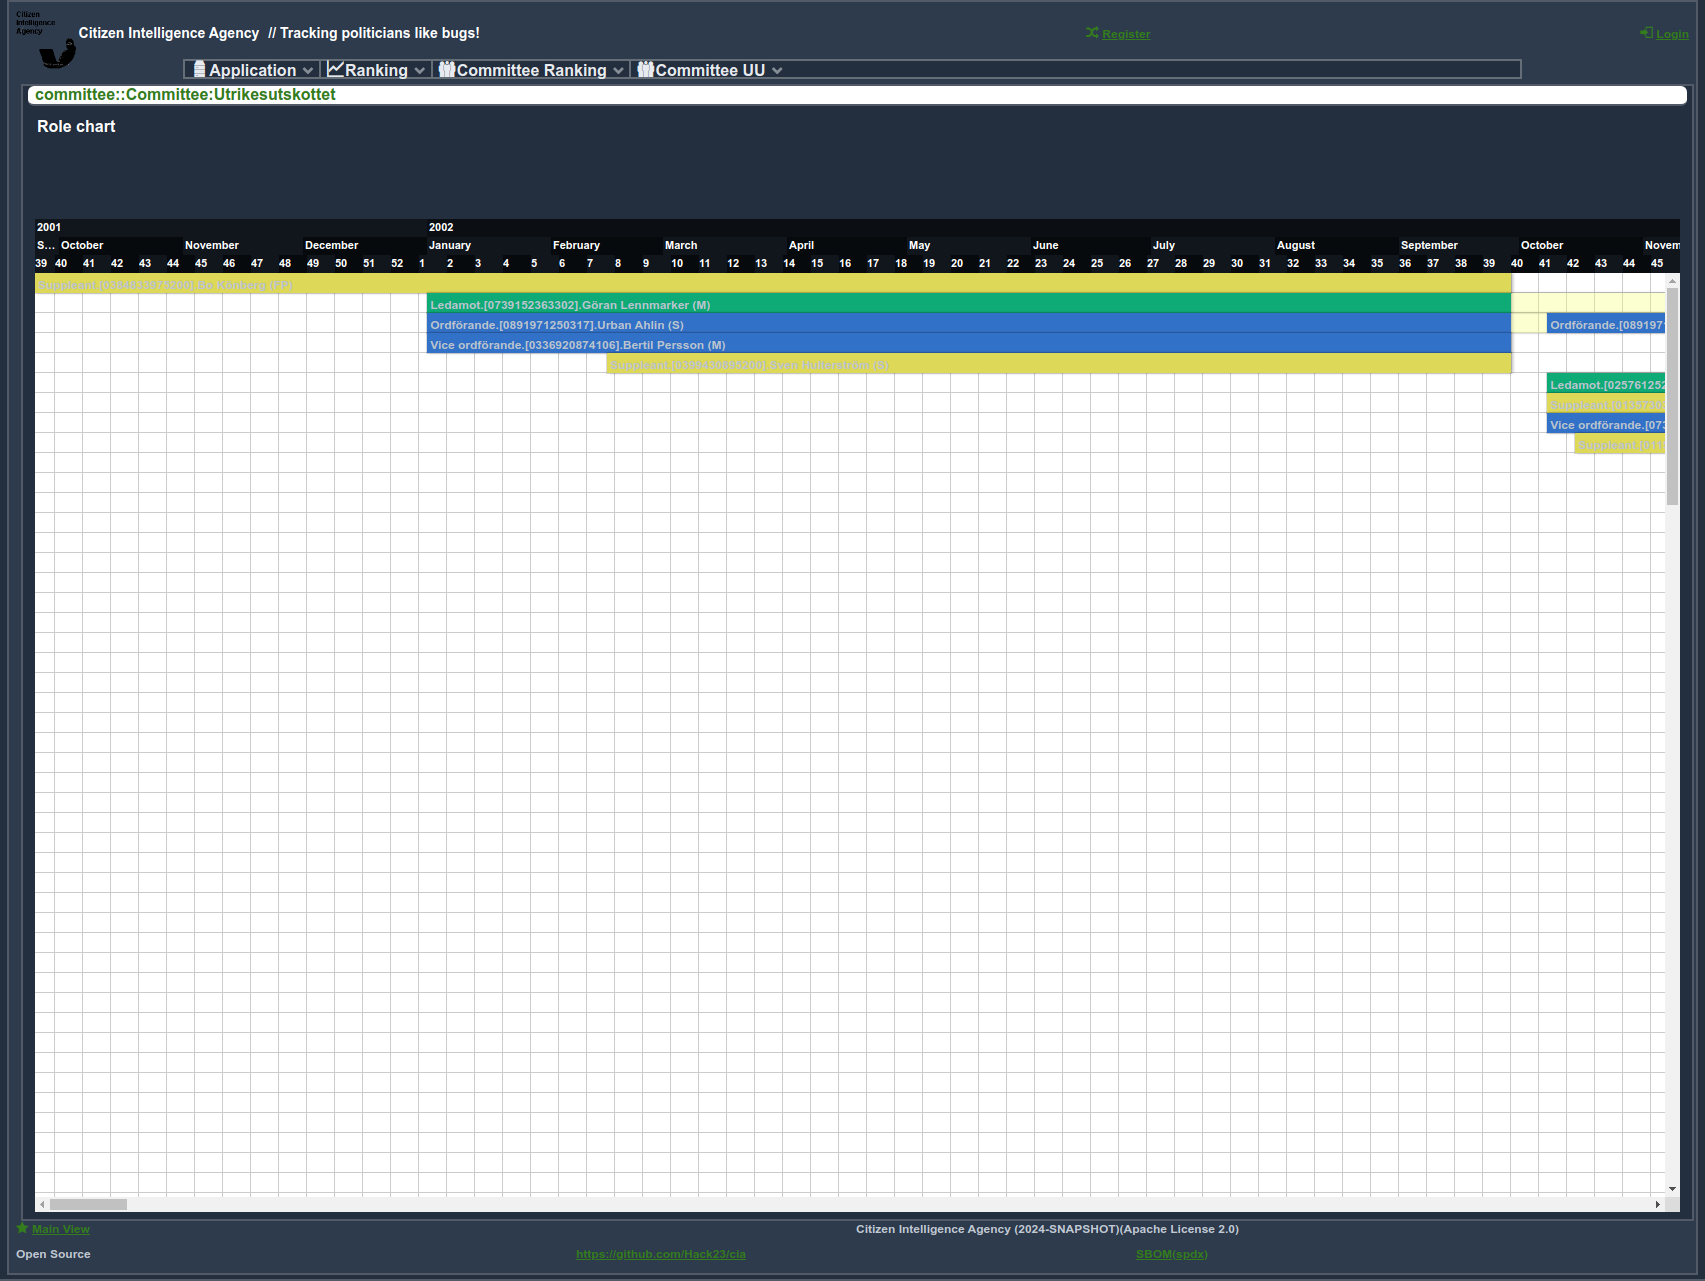 Citizen
Intelligence
Agency
Citizen Intelligence Agency // Tracking politicians like bugs!
Register
Login
Application
Ranking
Committee Ranking
Committee UU
committee::Committee:Utrikesutskottet
Role chart
2001 2002
S... October November December January February March April May June July August September October Novem
39 40 41 42 43 44 45 46 47 48 49 50 51 52 1 2 3 4 5 6 7 8 9 10 11 12 13 14 15 16 17 18 19 20 21 22 23 24 25 26 27 28 29 30 31 32 33 34 35 36 37 38 39 40 41 42 43 44 45
Suppleant. Bo Könberg (FP)
Ledamot.[0739152363302].Göran Lennmarker (M)
Ordförande.[0891971250317].Urban Ahlin (S) Ordförande.[089197
Vice ordförande.[0336920874106].Bertil Persson (M)
Suppleant. Sven Hulterström (S)
Ledamot.[025761252
Suppleant.
Vice ordförande.[073
Suppleant.
Main View
Citizen Intelligence Agency (2024-SNAPSHOT)(Apache License 2.0)
Open Source
https://github.com/Hack23/cia
SBOM(spdx)